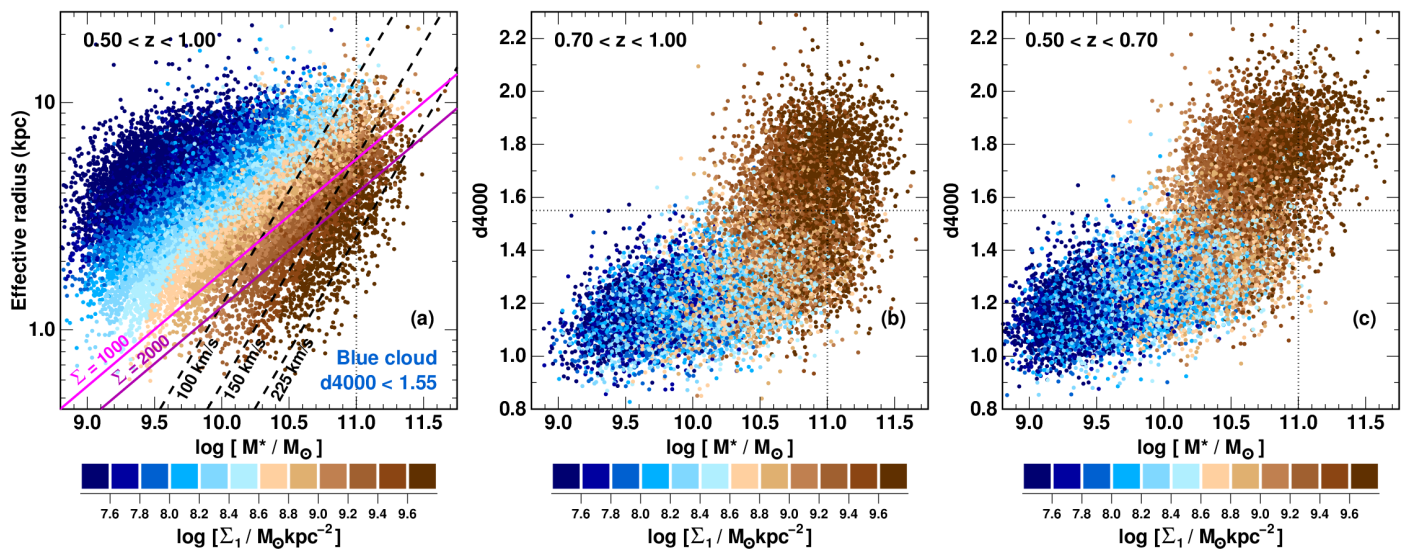 0.50 < z < 1.00
Effective radius (kpc)
10
1.0
Σ = 1000
Σ = 2000
100 km/s
150 km/s
225 km/s
(a)
Blue cloud
d4000 < 1.55
9.0 9.5 10.0 10.5 11.0 11.5
log [ M* / M⊙ ]
7.6 7.8 8.0 8.2 8.4 8.6 8.8 9.0 9.2 9.4 9.6
log [Σ1 / M⊙kpc−2]
0.70 < z < 1.00
d4000
2.2
2.0
1.8
1.6
1.4
1.2
1.0
0.8
(b)
9.0 9.5 10.0 10.5 11.0 11.5
log [ M* / M⊙ ]
7.6 7.8 8.0 8.2 8.4 8.6 8.8 9.0 9.2 9.4 9.6
log [Σ1 / M⊙kpc−2]
0.50 < z < 0.70
d4000
2.2
2.0
1.8
1.6
1.4
1.2
1.0
0.8
(c)
9.0 9.5 10.0 10.5 11.0 11.5
log [ M* / M⊙ ]
7.6 7.8 8.0 8.2 8.4 8.6 8.8 9.0 9.2 9.4 9.6
log [Σ1 / M⊙kpc−2]